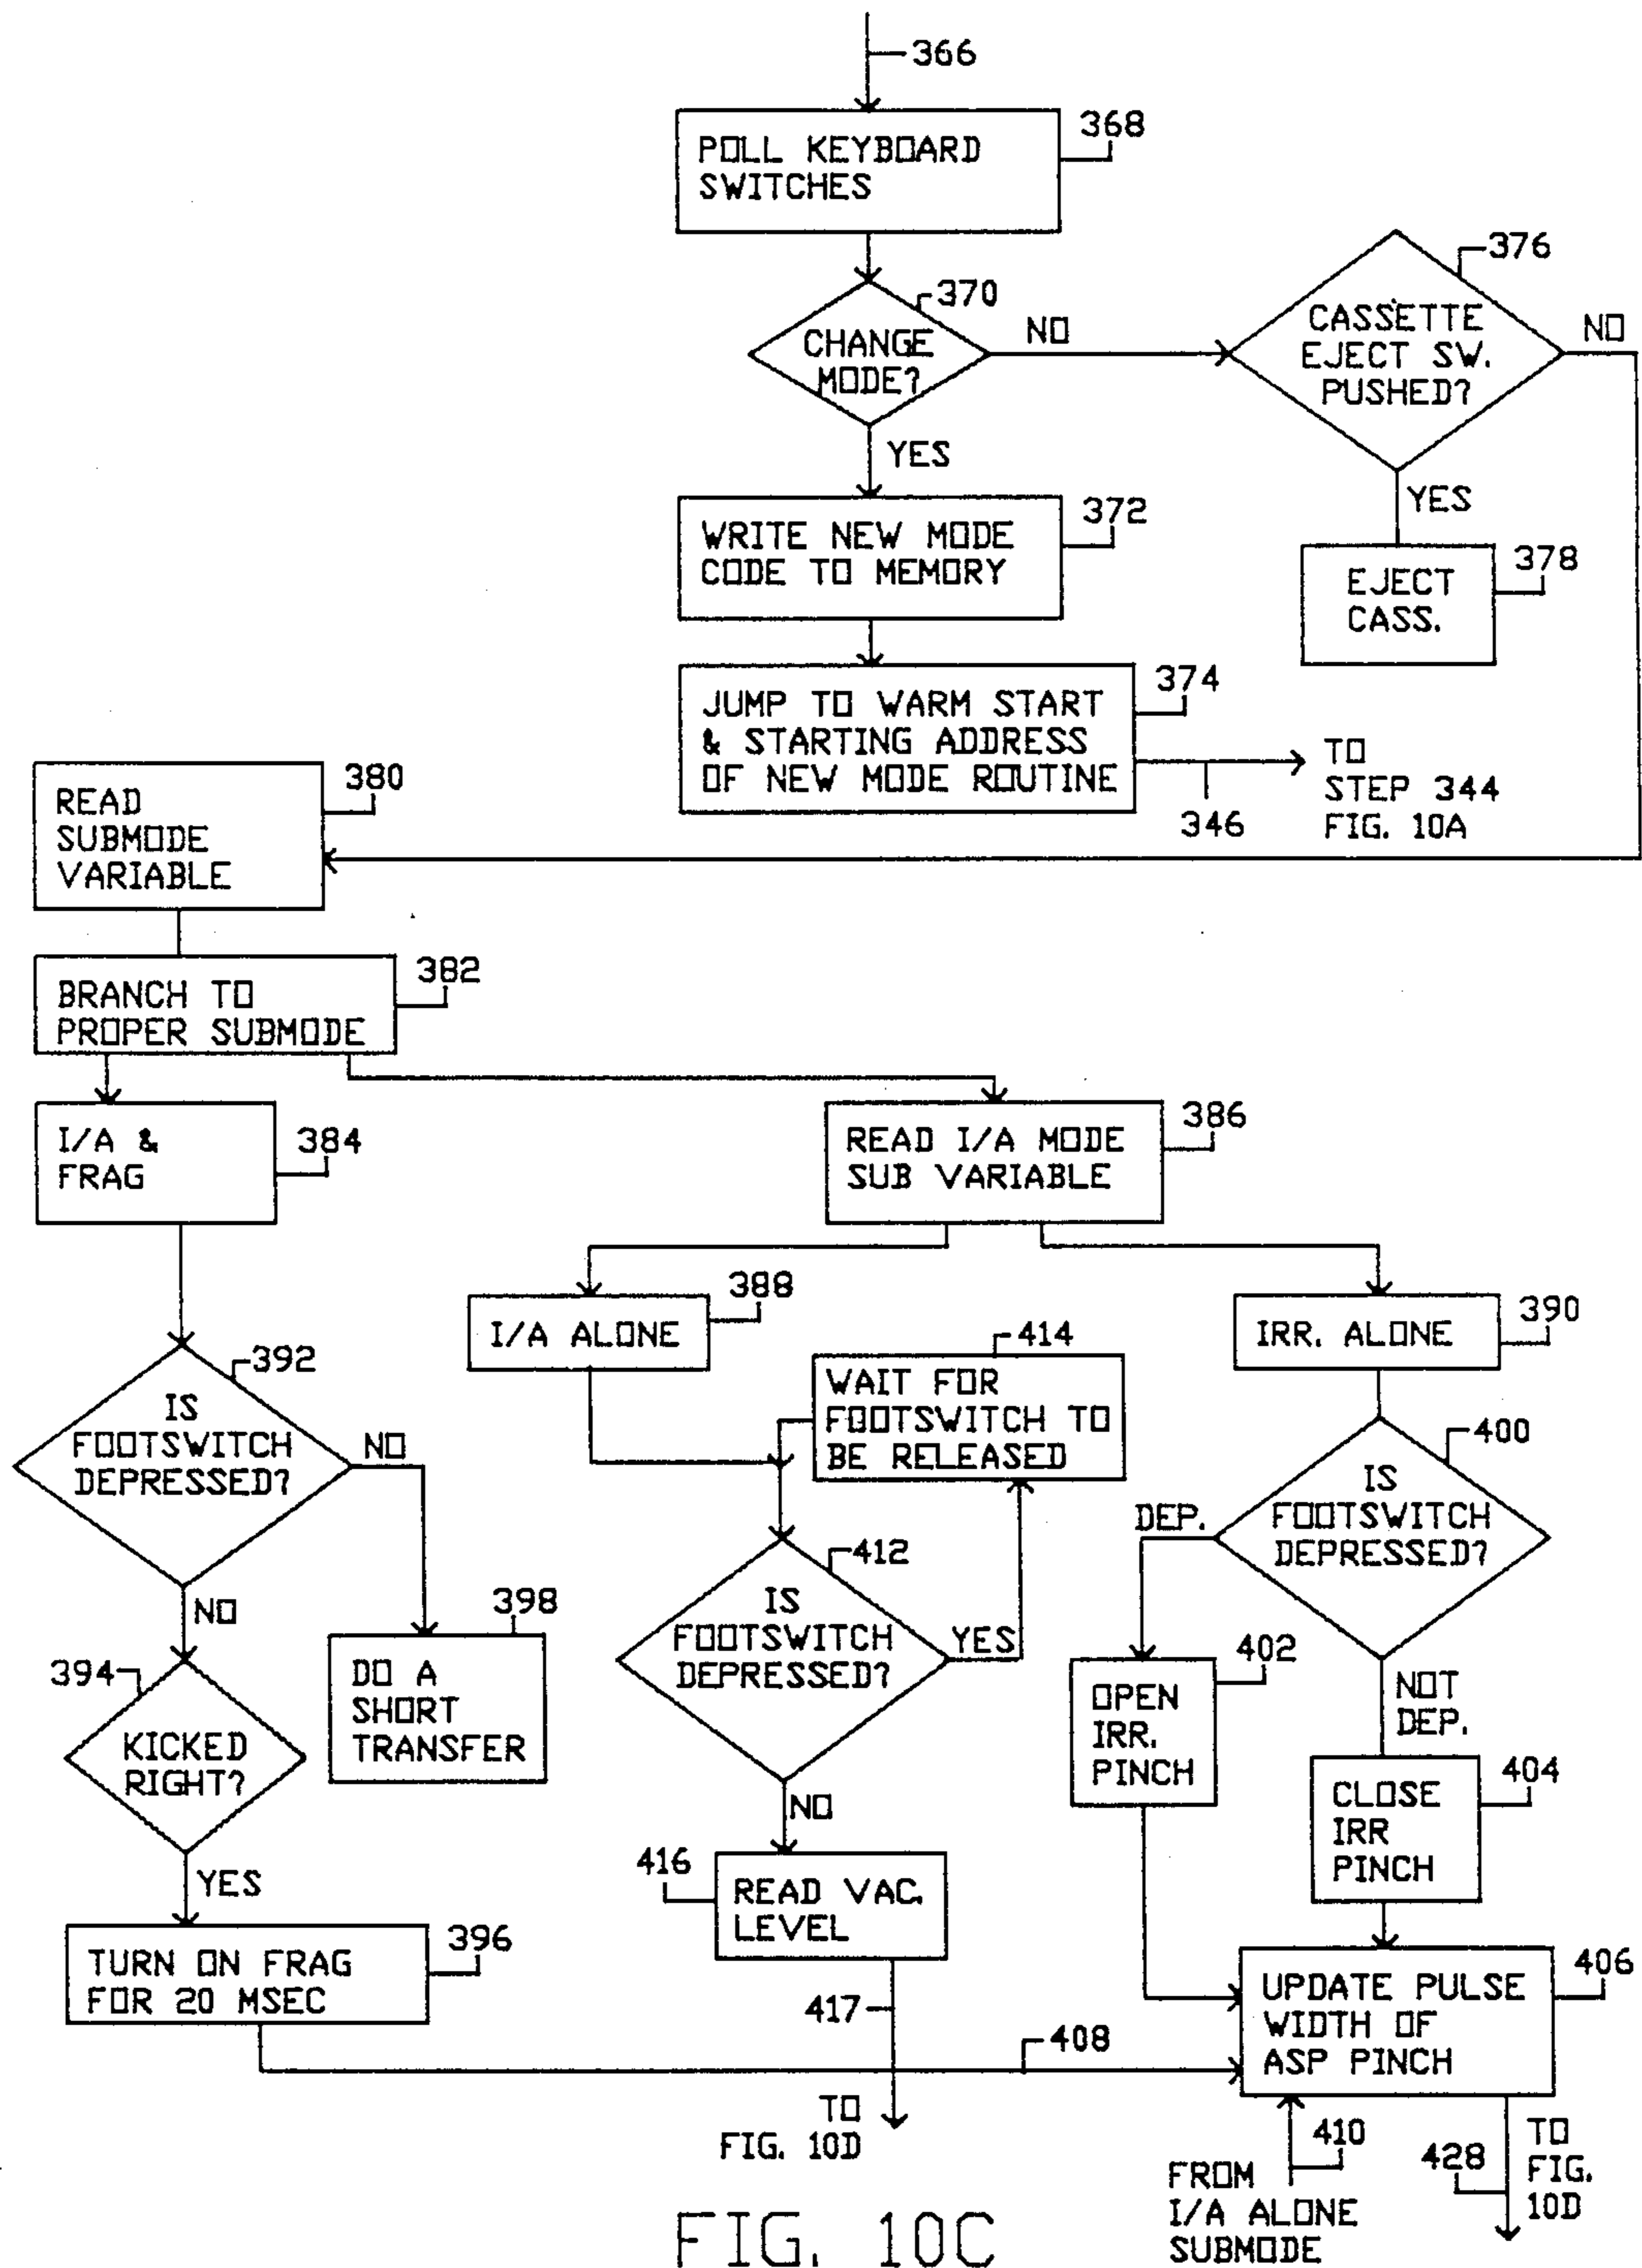 366
POLL KEYBOARD
SWITCHES
368
370
CHANGE
MODE?
NO
YES
376
CASSETTE
EJECT SW.
PUSHED?
NO
YES
WRITE NEW MODE
CODE TO MEMORY
372
EJECT
CASS.
378
JUMP TO WARM START
& STARTING ADDRESS
OF NEW MODE ROUTINE
374
346
TO
STEP 344
FIG. 10A
READ
SUBMODE
VARIABLE
380
BRANCH TO
PROPER SUBMODE
382
I/A &
FRAG
384
READ I/A MODE
SUB VARIABLE
386
I/A ALONE
388
IRR. ALONE
390
392
IS
FOOTSWITCH
DEPRESSED?
NO
NO
414
WAIT FOR
FOOTSWITCH TO
BE RELEASED
400
IS
FOOTSWITCH
DEPRESSED?
DEP.
NOT
DEP.
412
IS
FOOTSWITCH
DEPRESSED?
YES
NO
394
KICKED
RIGHT?
YES
398
DO A
SHORT
TRANSFER
402
OPEN
IRR.
PINCH
CLOSE
IRR
PINCH
404
416
READ VAC.
LEVEL
TURN ON FRAG
FOR 20 MSEC
396
417
408
UPDATE PULSE
WIDTH OF
ASP PINCH
406
TO
FIG. 10D
410
FROM
I/A ALONE
SUBMODE
428
TO
FIG.
10D
FIG. 10C